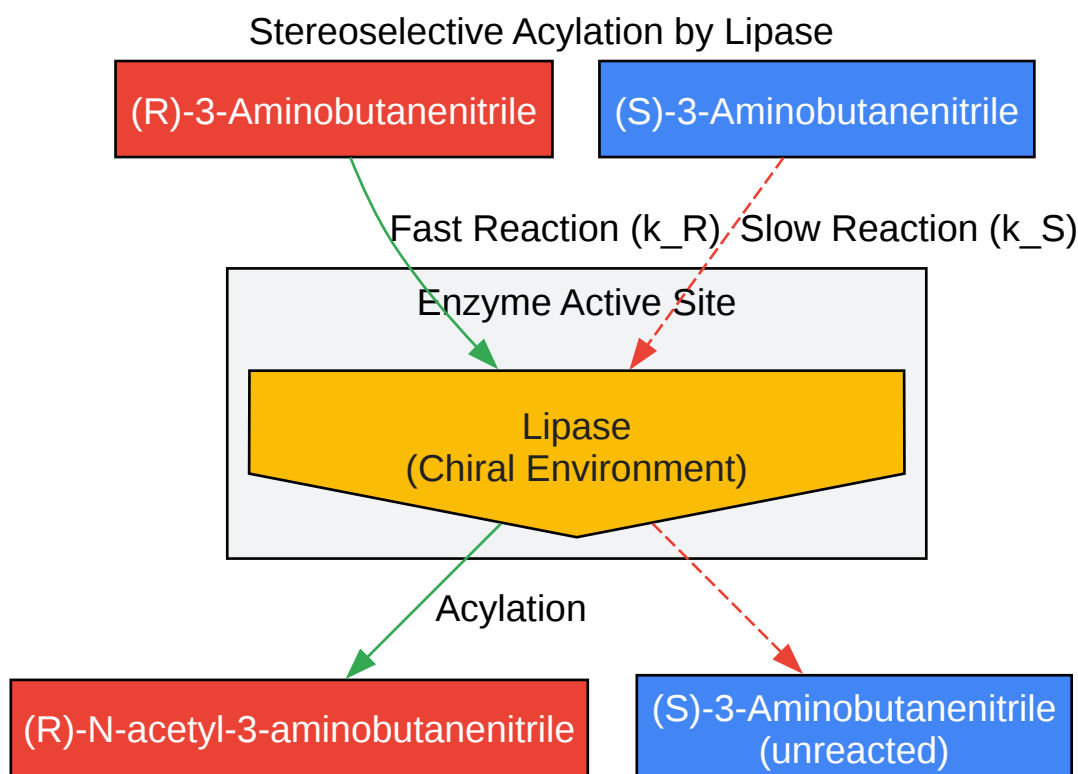 Stereoselective Acylation by Lipase
(R)-3-Aminobutanenitrile
(S)-3-Aminobutanenitrile
Fast Reaction (k_R)
Slow Reaction (k_S)
Enzyme Active Site
Lipase
(Chiral Environment)
Acylation
(R)-N-acetyl-3-aminobutanenitrile
(S)-3-Aminobutanenitrile
(unreacted)